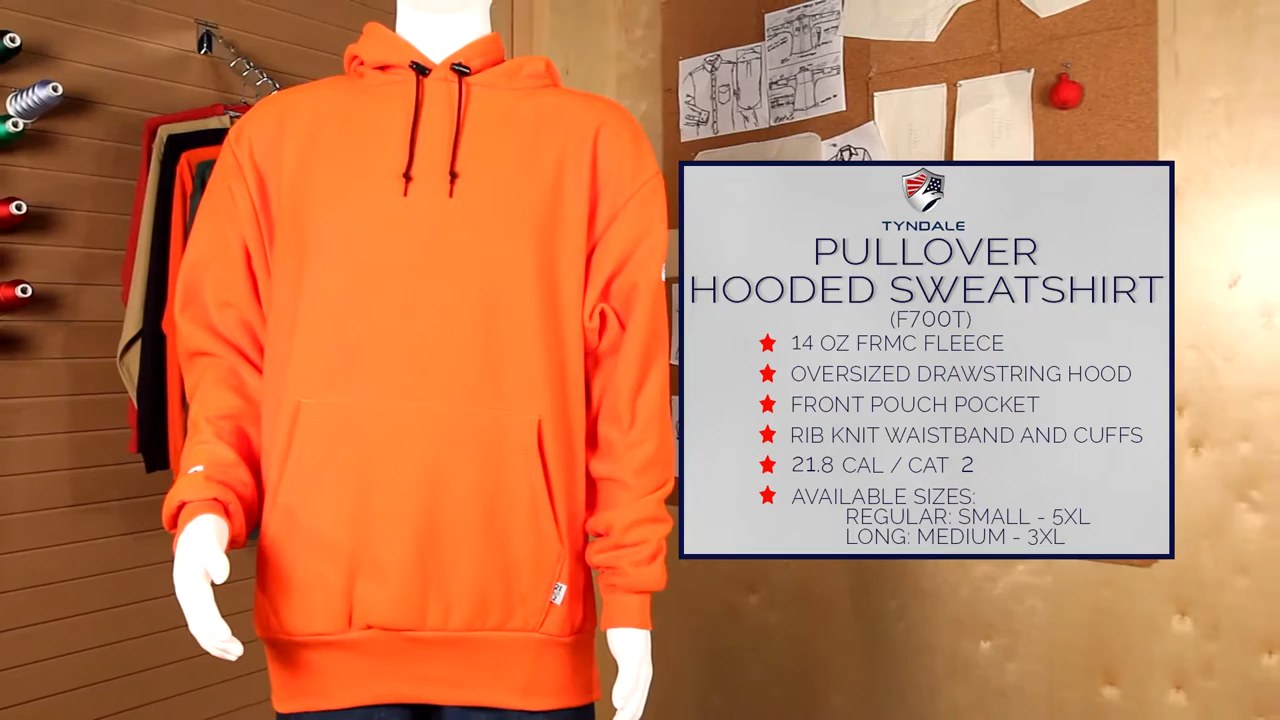 TYNDALE
PULLOVER
HOODED SWEATSHIRT
(F700T)
14 OZ FRMC FLEECE
OVERSIZED DRAWSTRING HOOD
FRONT POUCH POCKET
RIB KNIT WAISTBAND AND CUFFS
21.8 CAL / CAT 2
AVAILABLE SIZES:
REGULAR: SMALL - 5XL
LONG: MEDIUM - 3XL